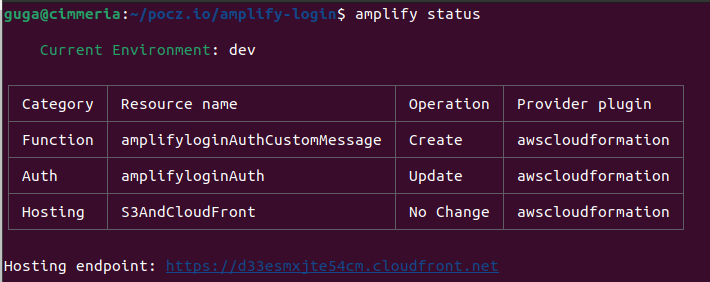 guga@cimmeria:~/pocz.io/amplify-login$ amplify status
Current Environment: dev
Category Resource name Operation Provider plugin
Function amplifyloginAuthCustomMessage Create awscloudformation
Auth amplifyloginAuth Update awscloudformation
Hosting S3AndCloudFront No Change awscloudformation
Hosting endpoint: https://d33esmxjte54cm.cloudfront.net